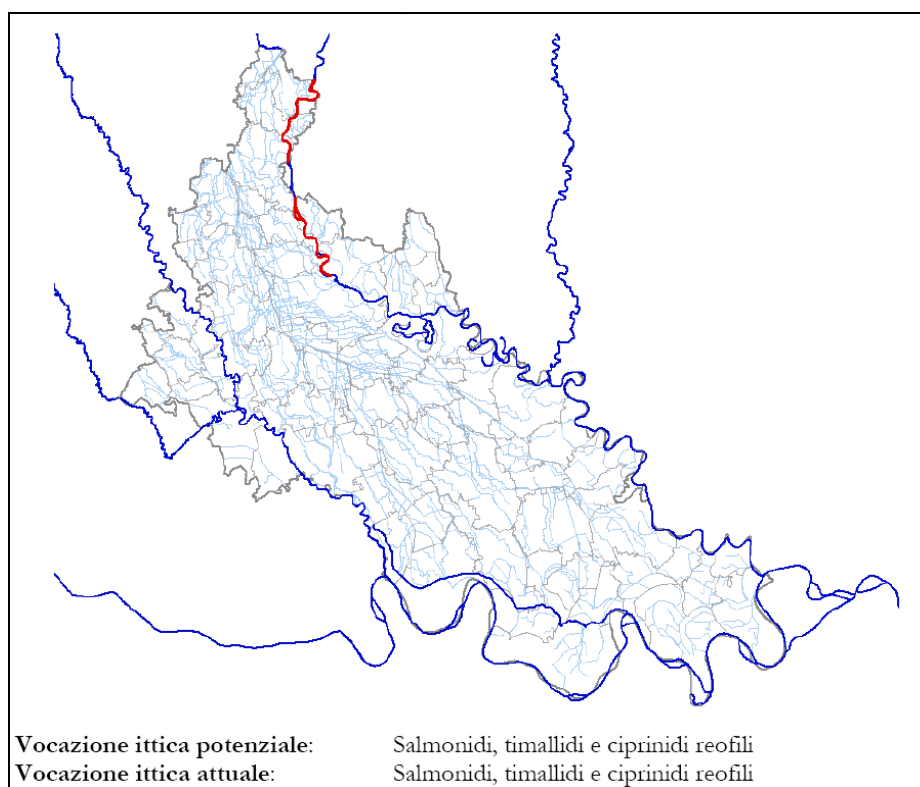 Vocazione ittica potenziale: Salmonidi, timallidi e ciprinidi reofili
Vocazione ittica attuale: Salmonidi, timallidi e ciprinidi reofili